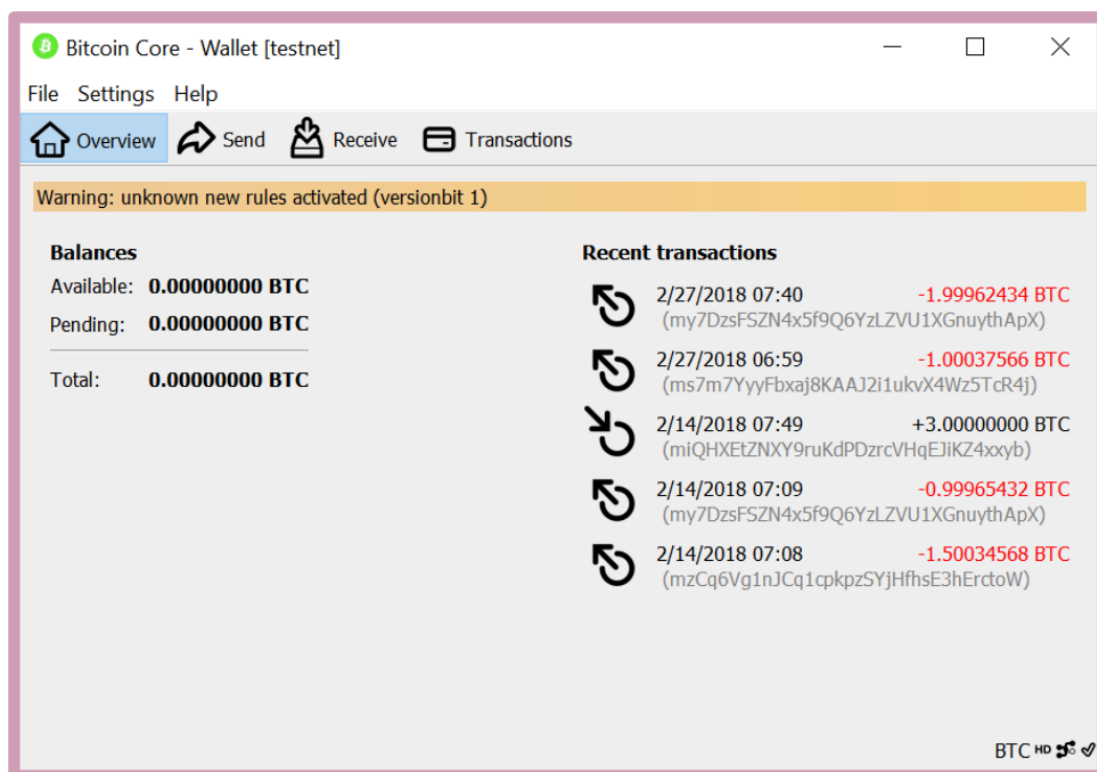 Bitcoin Core - Wallet [testnet]
File Settings Help
Overview Send Receive Transactions
Warning: unknown new rules activated (versionbit 1)
Balances
Available: 0.00000000 BTC
Pending: 0.00000000 BTC
Total: 0.00000000 BTC
Recent transactions
2/27/2018 07:40 -1.99962434 BTC
(my7DzsFSZN4x5f9Q6YzLZVU1XGnuythApX)
2/27/2018 06:59 -1.00037566 BTC
(ms7m7YyyFbxaj8KAAJ2i1ukvX4Wz5TcR4j)
2/14/2018 07:49 +3.00000000 BTC
(miQHXEtZNXY9ruKdPDzrcVHqEJiKZ4xxyb)
2/14/2018 07:09 -0.99965432 BTC
(my7DzsFSZN4x5f9Q6YzLZVU1XGnuythApX)
2/14/2018 07:08 -1.50034568 BTC
(mzCq6Vg1nJCq1cpkpzSYjHfhsE3hErctoW)
BTC HD